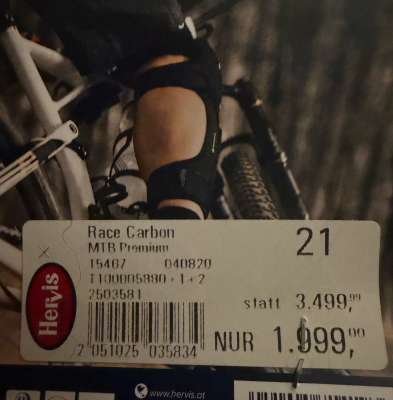 Race Carbon
MTB Premium
15467 040820
T100005880 + 1 + 2
2503581
21
Hervis
statt 3.499,⁹⁹
NUR 1.999,⁰⁰
2 051025 035834
www.hervis.at